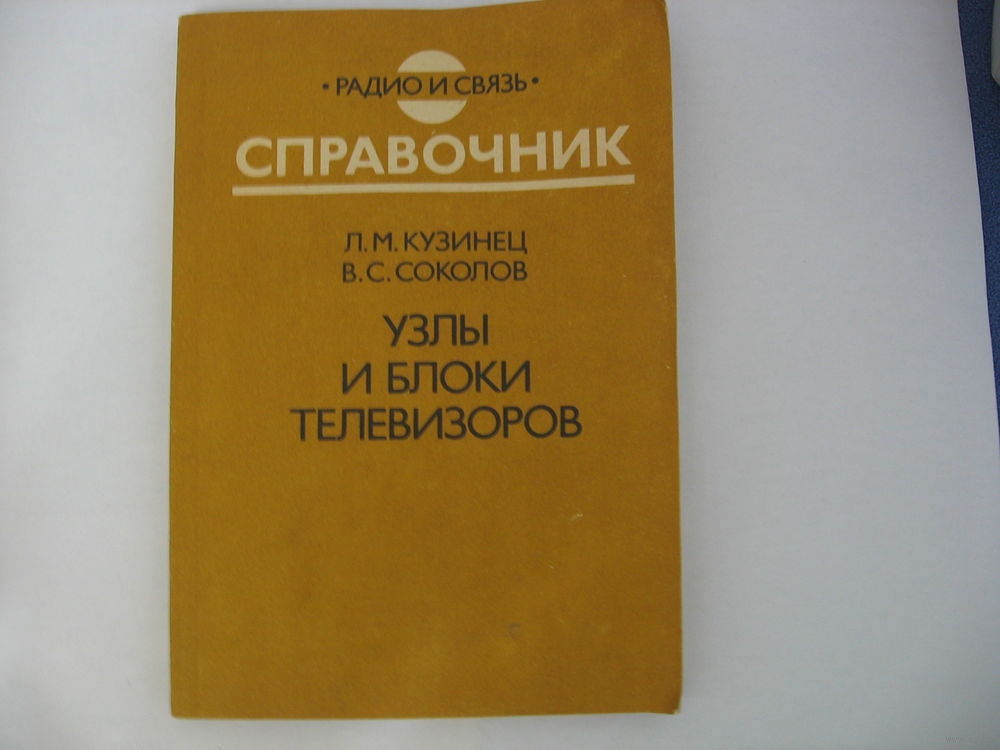 • РАДИО И СВЯЗЬ •
СПРАВОЧНИК
Л. М. КУЗИНЕЦ
В. С. СОКОЛОВ
УЗЛЫ
И БЛОКИ
ТЕЛЕВИЗОРОВ